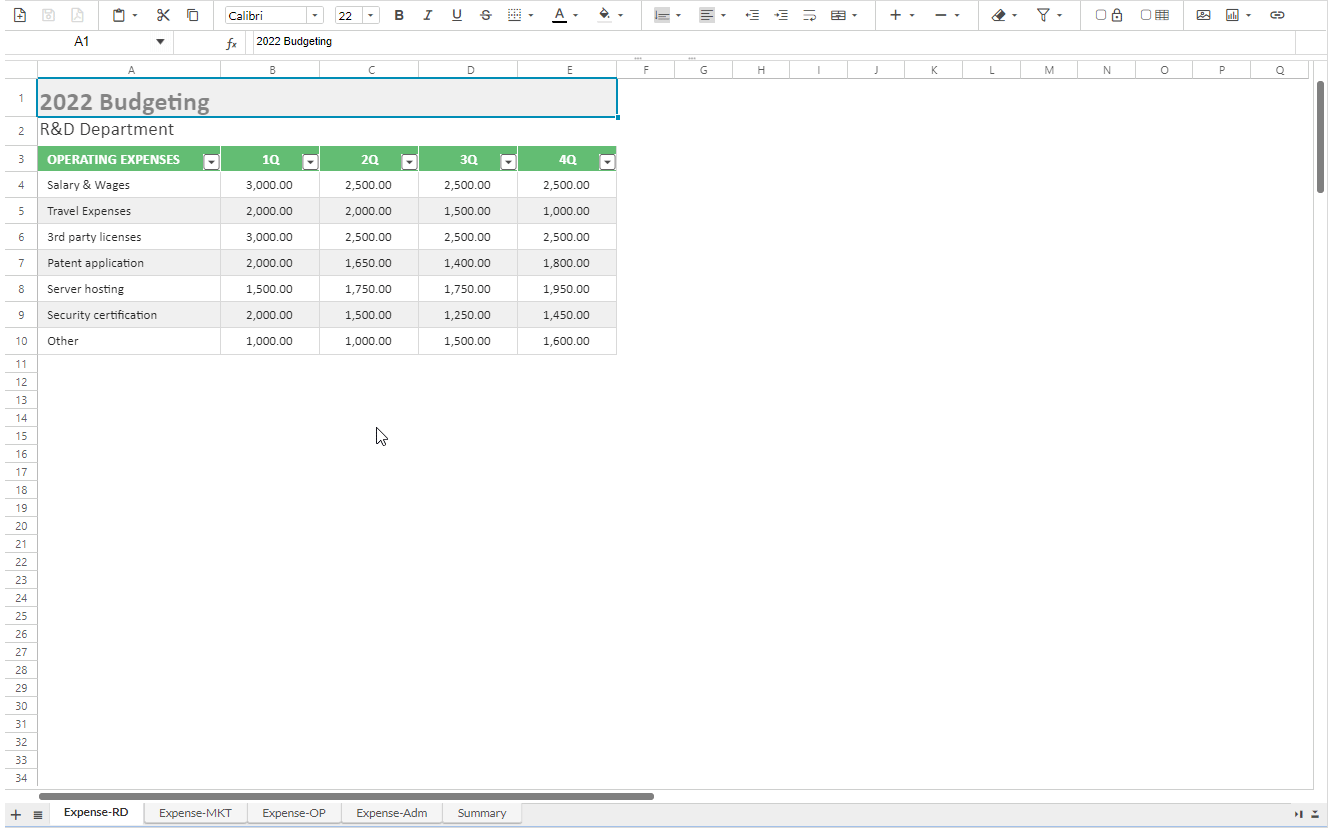 Calibri 22 B I U S A
A1 fx 2022 Budgeting
A B C D E F G H I J K L M N O P Q
1 2022 Budgeting
2 R&D Department
3 OPERATING EXPENSES 1Q 2Q 3Q 4Q
4 Salary & Wages 3,000.00 2,500.00 2,500.00 2,500.00
5 Travel Expenses 2,000.00 2,000.00 1,500.00 1,000.00
6 3rd party licenses 3,000.00 2,500.00 2,500.00 2,500.00
7 Patent application 2,000.00 1,650.00 1,400.00 1,800.00
8 Server hosting 1,500.00 1,750.00 1,750.00 1,950.00
9 Security certification 2,000.00 1,500.00 1,250.00 1,450.00
10 Other 1,000.00 1,000.00 1,500.00 1,600.00
11
12
13
14
15
16
17
18
19
20
21
22
23
24
25
26
27
28
29
30
31
32
33
34
Expense-RD Expense-MKT Expense-OP Expense-Adm Summary